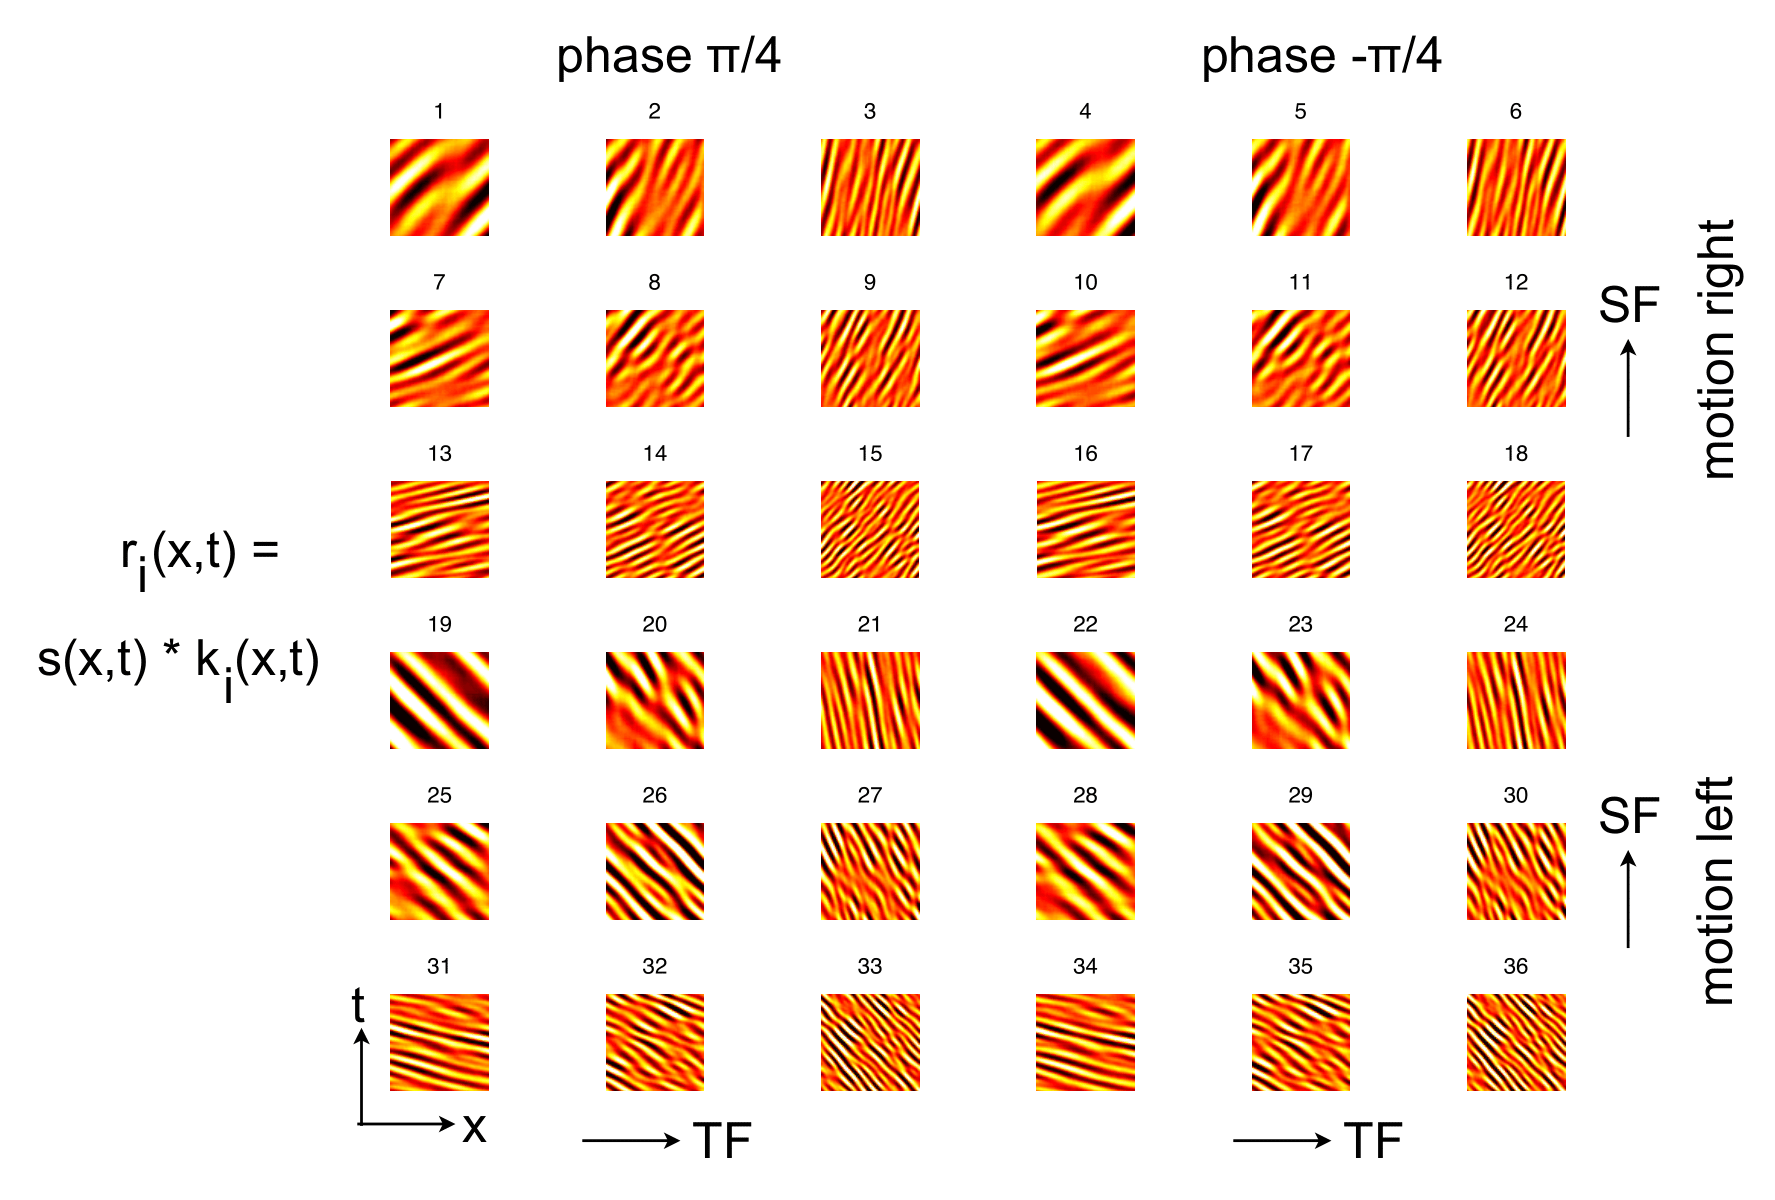 phase π/4 phase -π/4
1 2 3 4 5 6
7 8 9 10 11 12
SF
motion right
13 14 15 16 17 18
rᵢ(x,t) =
19 20 21 22 23 24
s(x,t) * kᵢ(x,t)
25 26 27 28 29 30
SF
motion left
31 32 33 34 35 36
t
x
TF TF